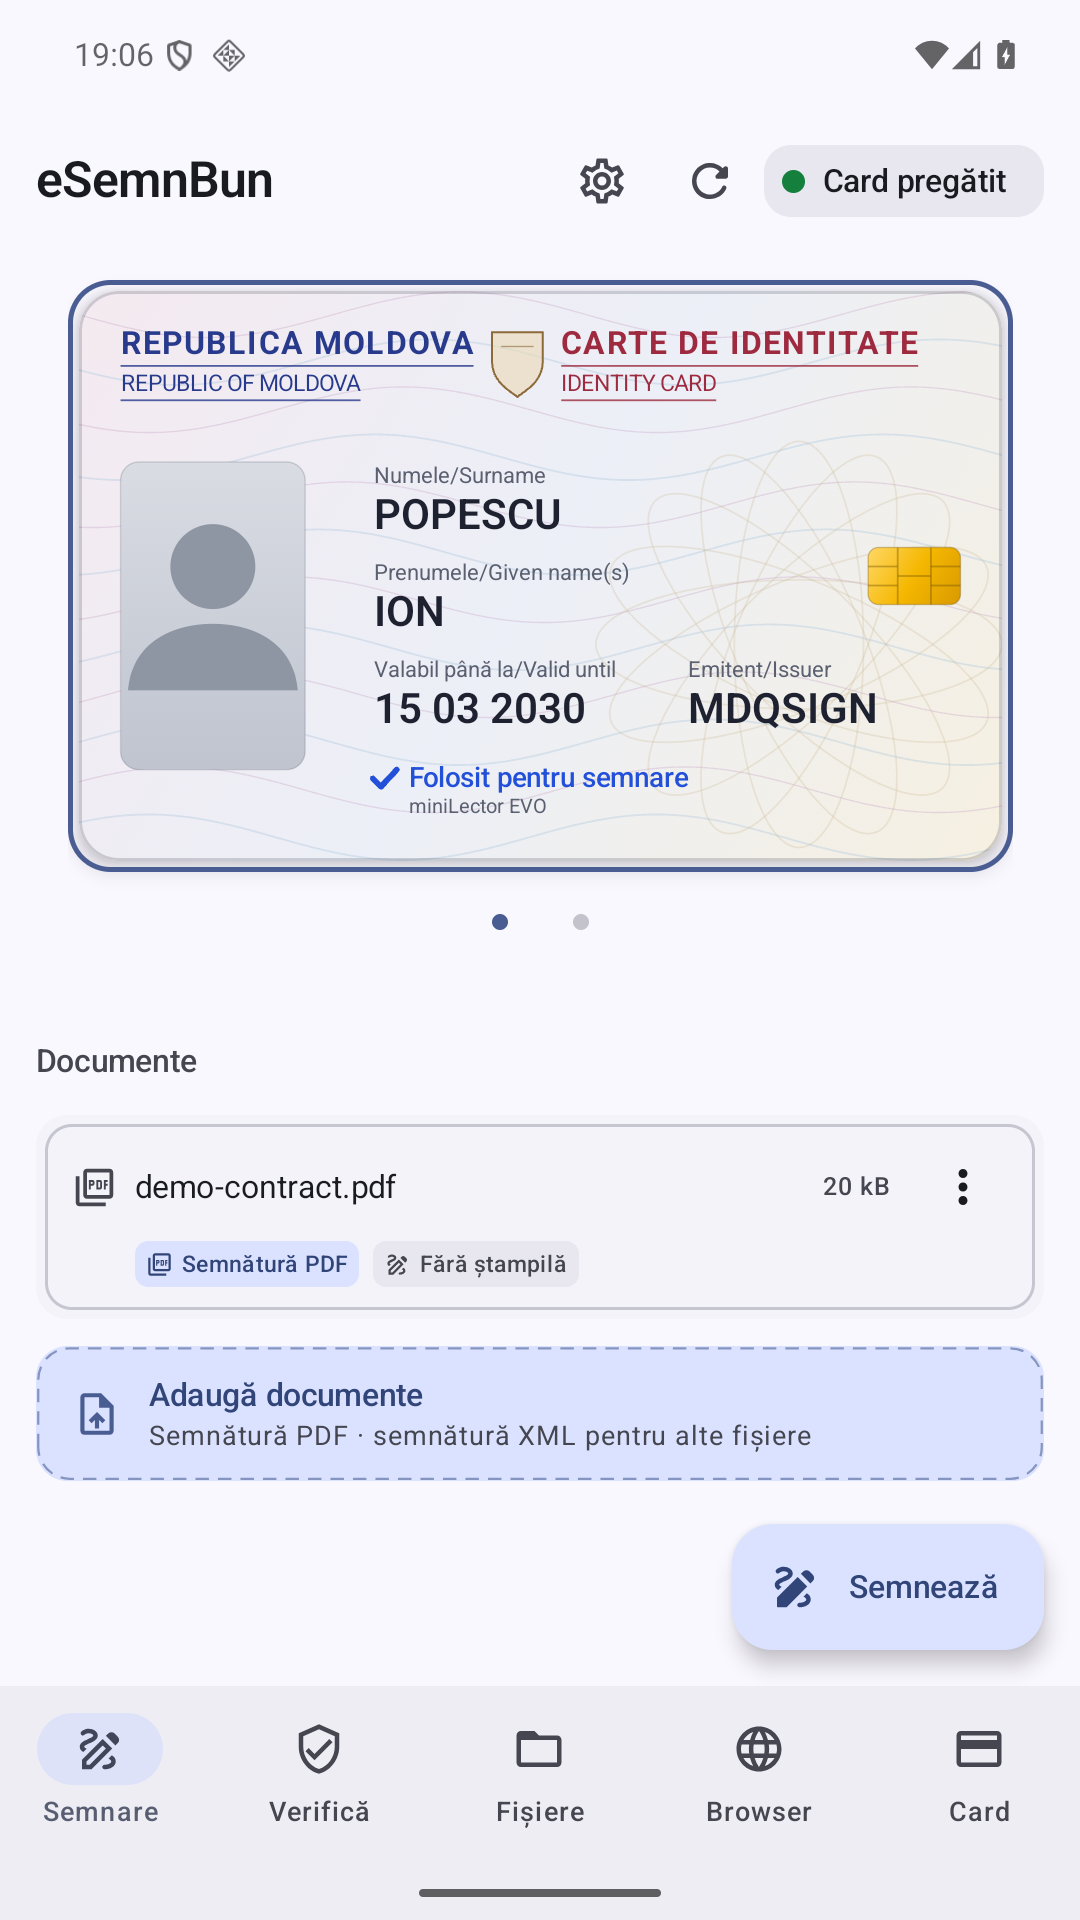 19:06
eSemnBun
Card pregătit
REPUBLICA MOLDOVA
REPUBLIC OF MOLDOVA
CARTE DE IDENTITATE
IDENTITY CARD
Numele/Surname
POPESCU
Prenumele/Given name(s)
ION
Valabil până la/Valid until
15 03 2030
Emitent/Issuer
MDQSIGN
Folosit pentru semnare
miniLector EVO
Documente
PDF demo-contract.pdf 20 kB
PDF Semnătură PDF
Fără ștampilă
Adaugă documente
Semnătură PDF · semnătură XML pentru alte fișiere
Semnează
Semnare
Verifică
Fișiere
Browser
Card